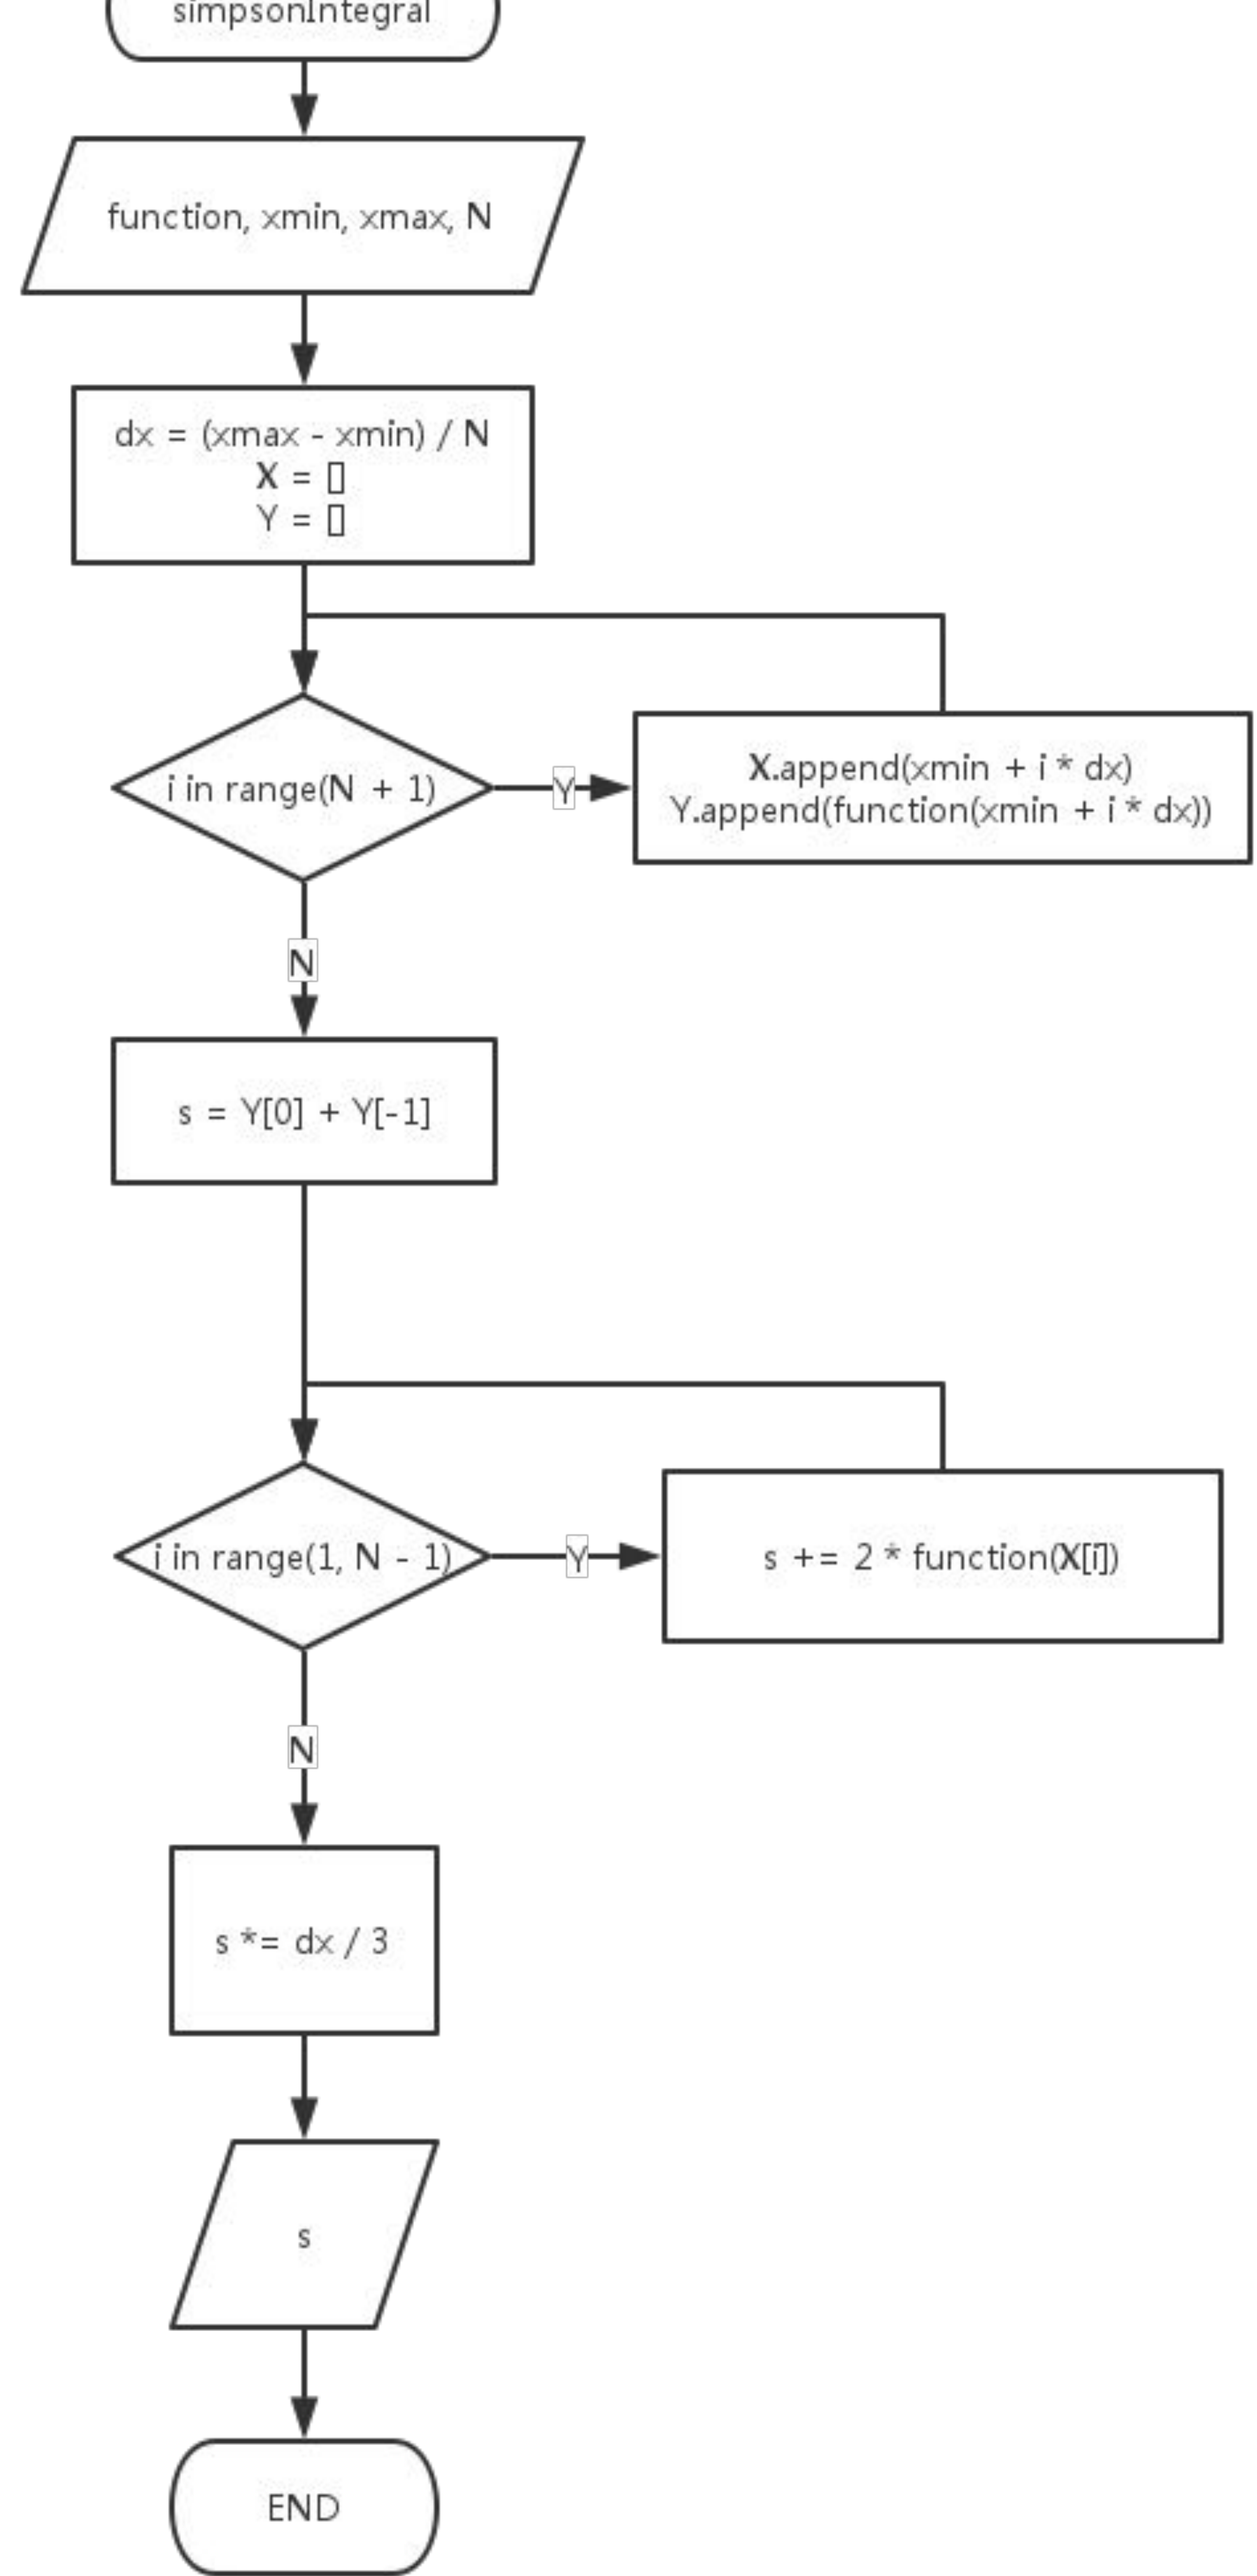 simpsonIntegral
function, xmin, xmax, N
dx = (xmax - xmin) / N
X = []
Y = []
i in range(N + 1)
Y
X.append(xmin + i * dx)
Y.append(function(xmin + i * dx))
N
s = Y[0] + Y[-1]
i in range(1, N - 1)
Y
s += 2 * function(X[i])
N
s *= dx / 3
s
END